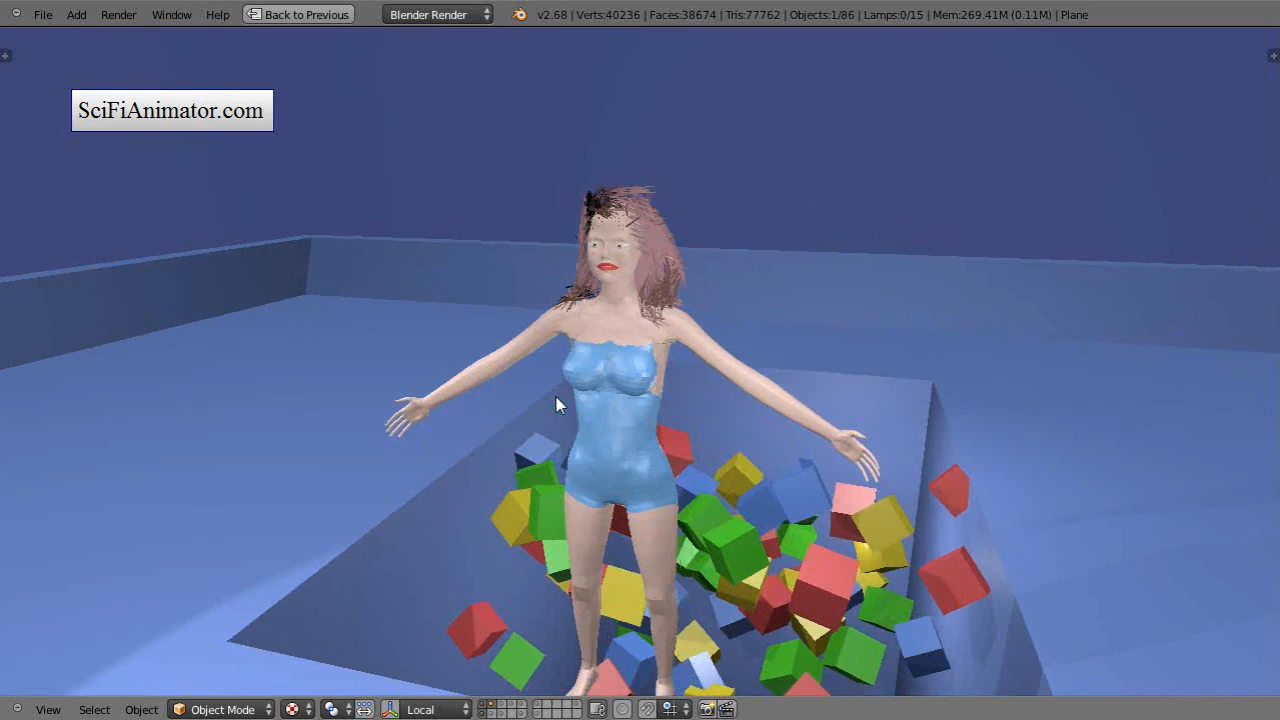 File Add Render Window Help Back to Previous Blender Render v2.68 | Verts:40236 | Faces:38674 | Tris:77762 | Objects:1/86 | Lamps:0/15 | Mem:269.41M (0.11M) | Plane
SciFiAnimator.com
View Select Object Object Mode Local